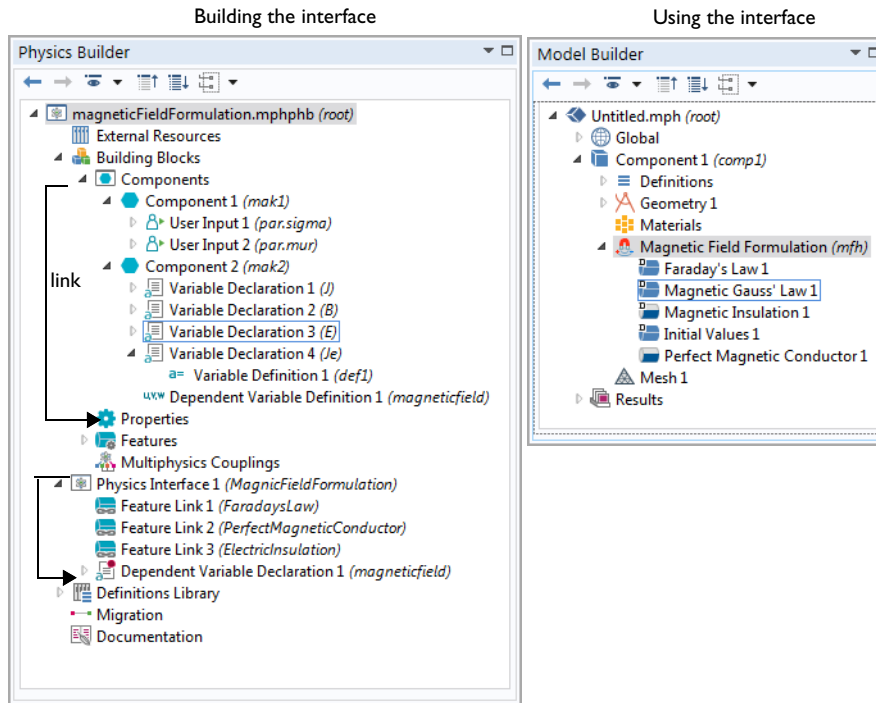 Building the interface
Using the interface
Physics Builder
magneticFieldFormulation.mphphb (root)
External Resources
Building Blocks
Components
Component 1 (mak1)
User Input 1 (par.sigma)
User Input 2 (par.mur)
Component 2 (mak2)
link
Variable Declaration 1 (J)
Variable Declaration 2 (B)
Variable Declaration 3 (E)
Variable Declaration 4 (Je)
a= Variable Definition 1 (def1)
u,v,w Dependent Variable Definition 1 (magneticfield)
Properties
Features
Multiphysics Couplings
Physics Interface 1 (MagnicFieldFormulation)
Feature Link 1 (FaradaysLaw)
Feature Link 2 (PerfectMagneticConductor)
Feature Link 3 (ElectricInsulation)
Dependent Variable Declaration 1 (magneticfield)
Definitions Library
Migration
Documentation
Model Builder
Untitled.mph (root)
Global
Component 1 (comp1)
Definitions
Geometry 1
Materials
Magnetic Field Formulation (mfh)
Faraday's Law 1
Magnetic Gauss' Law 1
Magnetic Insulation 1
Initial Values 1
Perfect Magnetic Conductor 1
Mesh 1
Results